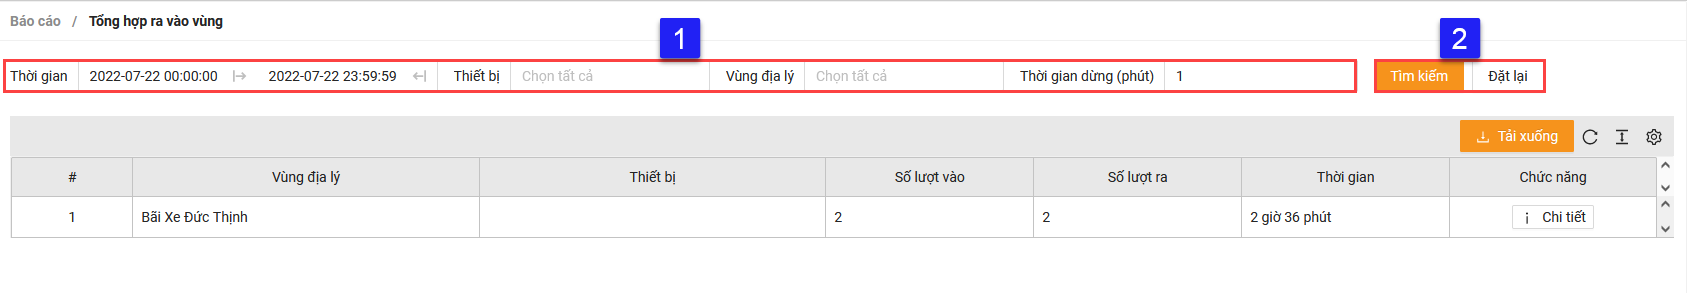 Báo cáo / Tổng hợp ra vào vùng
1 2
Thời gian 2022-07-22 00:00:00 2022-07-22 23:59:59 Thiết bị Chọn tất cả Vùng địa lý Chọn tất cả Thời gian dừng (phút) 1 Tìm kiếm Đặt lại
Tải xuống
# Vùng địa lý Thiết bị Số lượt vào Số lượt ra Thời gian Chức năng
1 Bãi Xe Đức Thịnh 2 2 2 giờ 36 phút Chi tiết